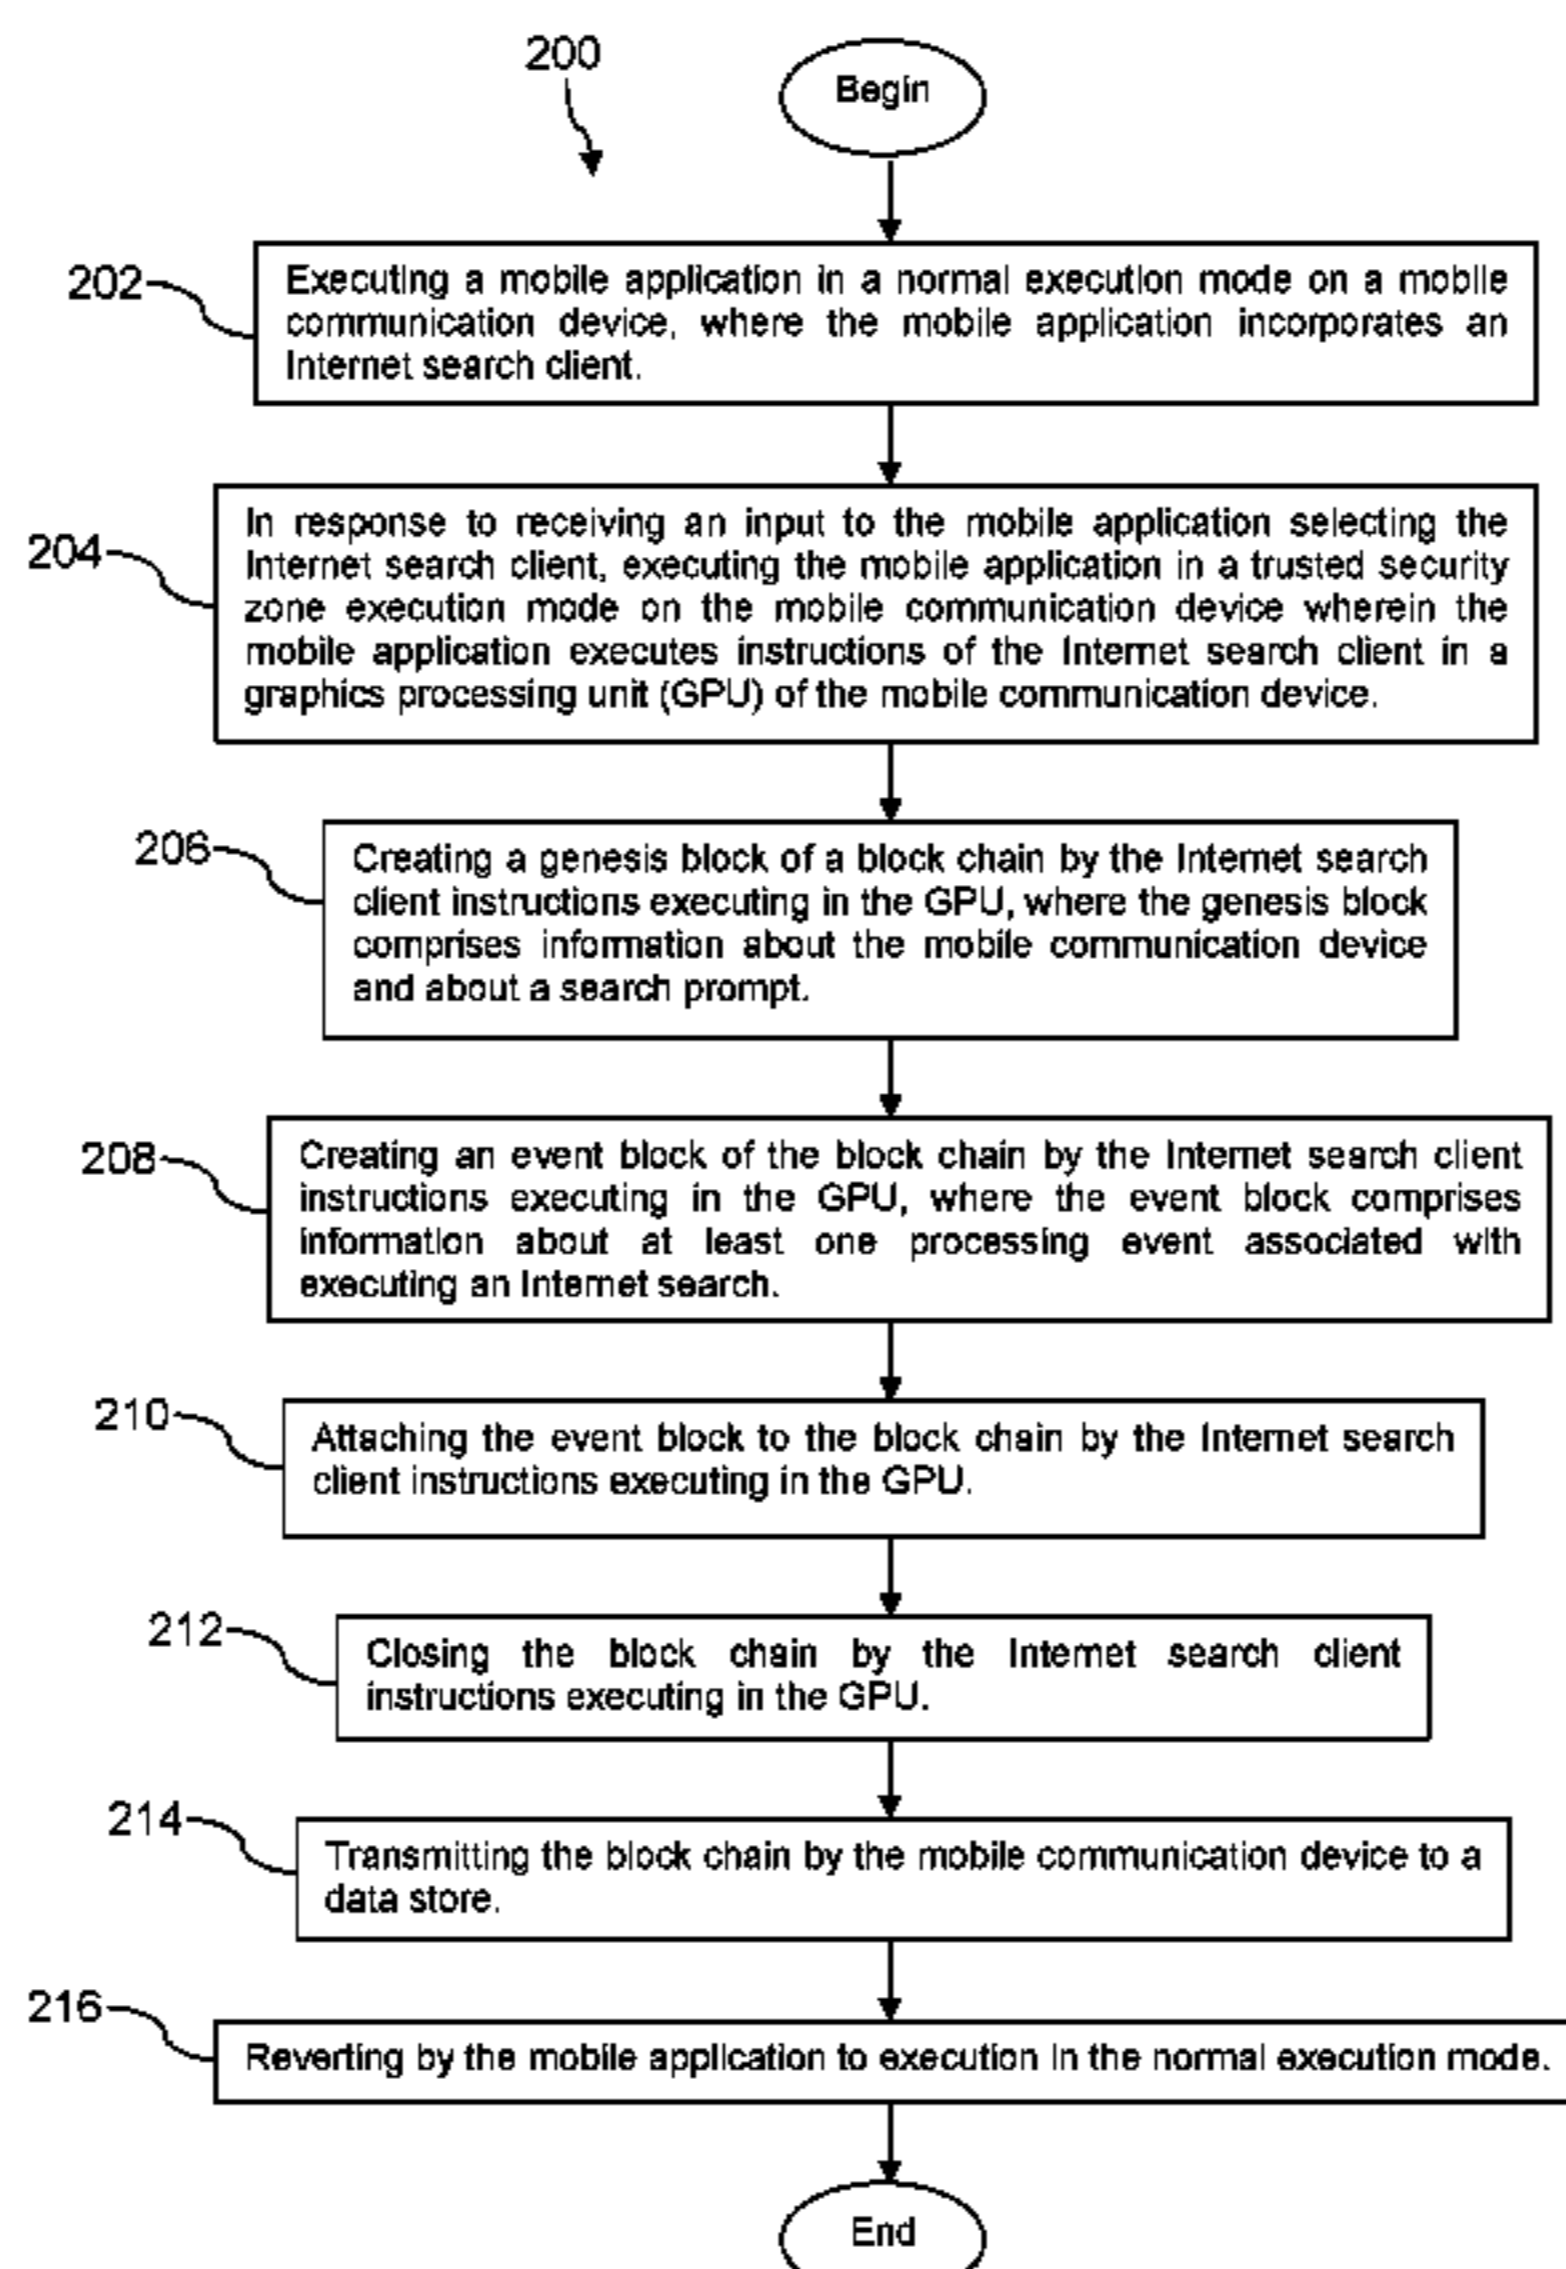 200
Begin
202
Executing a mobile application in a normal execution mode on a mobile
communication device, where the mobile application incorporates an
Internet search client.
204
In response to receiving an input to the mobile application selecting the
Internet search client, executing the mobile application in a trusted security
zone execution mode on the mobile communication device wherein the
mobile application executes instructions of the Internet search client in a
graphics processing unit (GPU) of the mobile communication device.
206
Creating a genesis block of a block chain by the Internet search
client instructions executing in the GPU, where the genesis block
comprises information about the mobile communication device
and about a search prompt.
208
Creating an event block of the block chain by the Internet search client
instructions executing in the GPU, where the event block comprises
information about at least one processing event associated with
executing an Internet search.
210
Attaching the event block to the block chain by the Internet search
client instructions executing in the GPU.
212
Closing the block chain by the Internet search client
instructions executing in the GPU.
214
Transmitting the block chain by the mobile communication device to a
data store.
216
Reverting by the mobile application to execution in the normal execution mode.
End